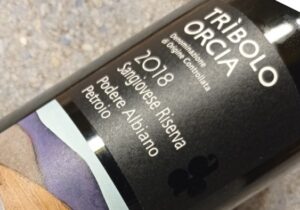 TRÌBOLO
ORCIA
Denominazione
di Origine Controllata
2018
Sangiovese Riserva
Podere Albiano
Petroio